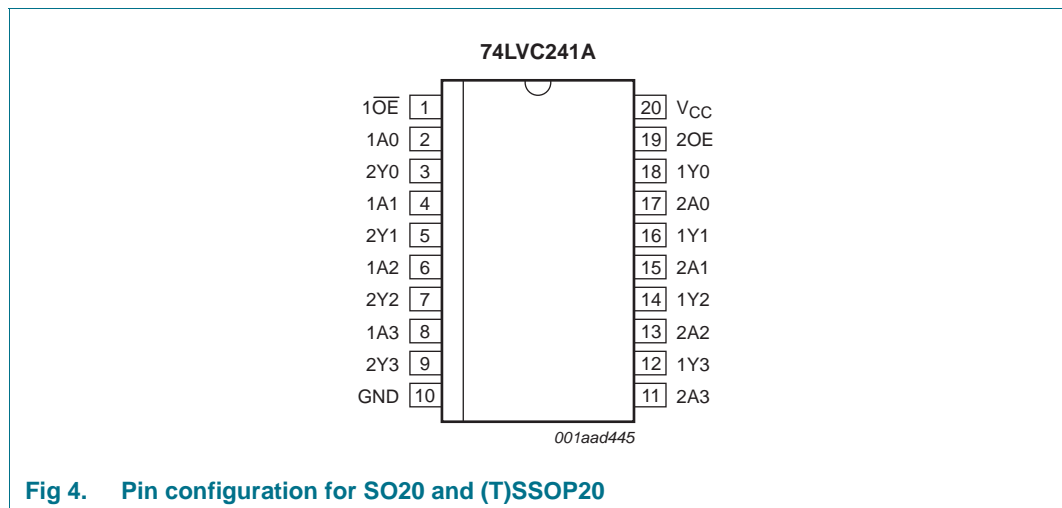 74LVC241A
1O̅E̅ 1 20 VCC
1A0 2 19 2OE
2Y0 3 18 1Y0
1A1 4 17 2A0
2Y1 5 16 1Y1
1A2 6 15 2A1
2Y2 7 14 1Y2
1A3 8 13 2A2
2Y3 9 12 1Y3
GND 10 11 2A3
001aad445
Fig 4. Pin configuration for SO20 and (T)SSOP20